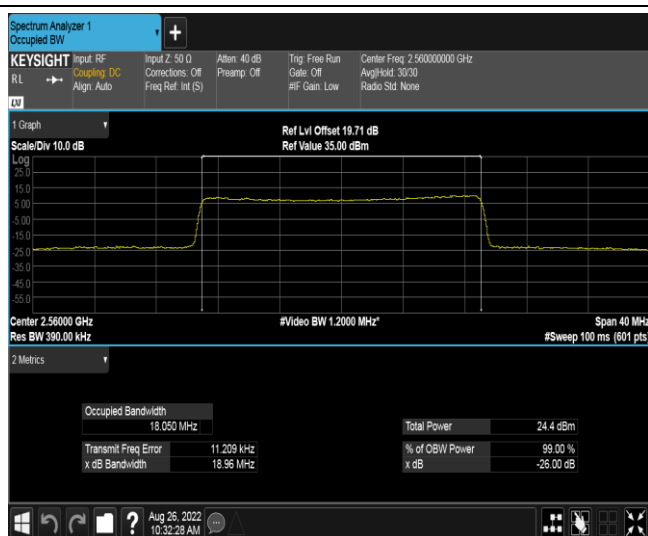 Spectrum Analyzer 1
Occupied BW
KEYSIGHT
RL
LXI
Input: RF
Coupling: DC
Align: Auto
Input Z: 50 Ω
Corrections: Off
Freq Ref: Int (S)
Atten: 40 dB
Preamp: Off
Trig: Free Run
Gate: Off
#IF Gain: Low
Center Freq: 2.560000000 GHz
Avg|Hold: 30/30
Radio Std: None
1 Graph
Scale/Div 10.0 dB
Ref Lvl Offset 19.71 dB
Ref Value 35.00 dBm
Log
25.0
15.0
5.00
-5.00
-15.0
-25.0
-35.0
-45.0
-55.0
Center 2.56000 GHz
Res BW 390.00 kHz
#Video BW 1.2000 MHz*
Span 40 MHz
#Sweep 100 ms (601 pts)
2 Metrics
Occupied Bandwidth
18.050 MHz
Transmit Freq Error 11.209 kHz
x dB Bandwidth 18.96 MHz
Total Power 24.4 dBm
% of OBW Power 99.00 %
x dB -26.00 dB
?
Aug 26, 2022
10:32:28 AM